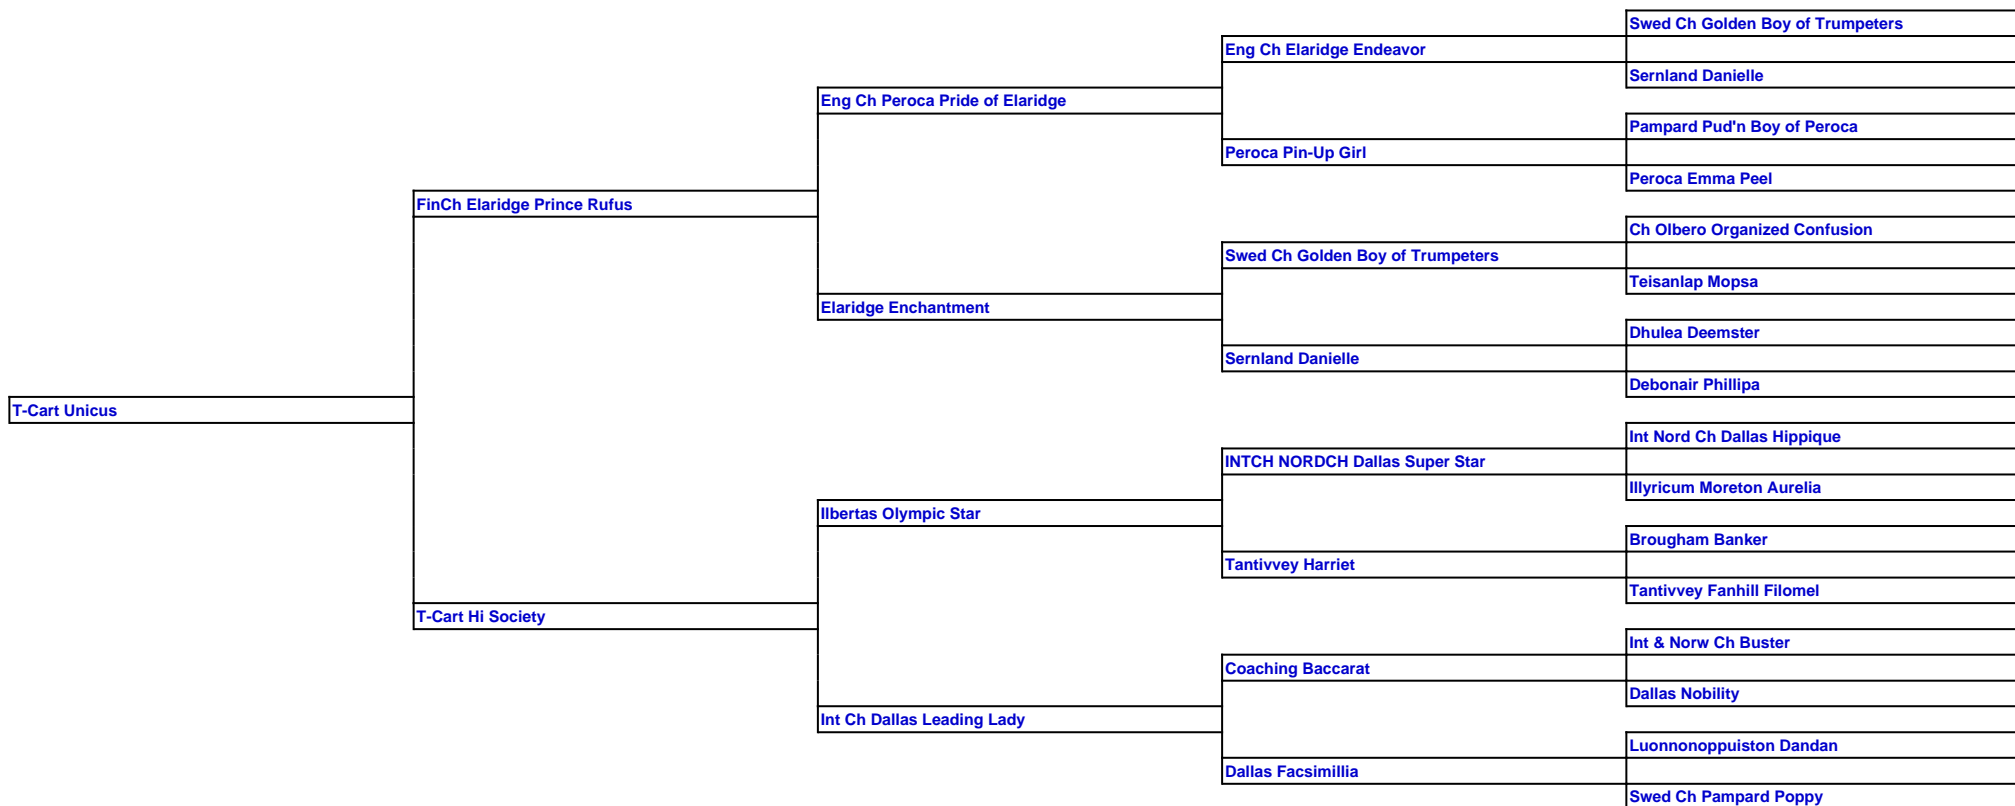 Swed Ch Golden Boy of Trumpeters
Eng Ch Elaridge Endeavor
Sernland Danielle
Eng Ch Peroca Pride of Elaridge
Pampard Pud'n Boy of Peroca
Peroca Pin-Up Girl
Peroca Emma Peel
FinCh Elaridge Prince Rufus
Ch Olbero Organized Confusion
Swed Ch Golden Boy of Trumpeters
Teisanlap Mopsa
Elaridge Enchantment
Dhulea Deemster
Sernland Danielle
Debonair Phillipa
T-Cart Unicus
Int Nord Ch Dallas Hippique
INTCH NORDCH Dallas Super Star
Illyricum Moreton Aurelia
Ilbertas Olympic Star
Brougham Banker
Tantivvey Harriet
Tantivvey Fanhill Filomel
T-Cart Hi Society
Int & Norw Ch Buster
Coaching Baccarat
Dallas Nobility
Int Ch Dallas Leading Lady
Luonnonoppuiston Dandan
Dallas Facsimillia
Swed Ch Pampard Poppy